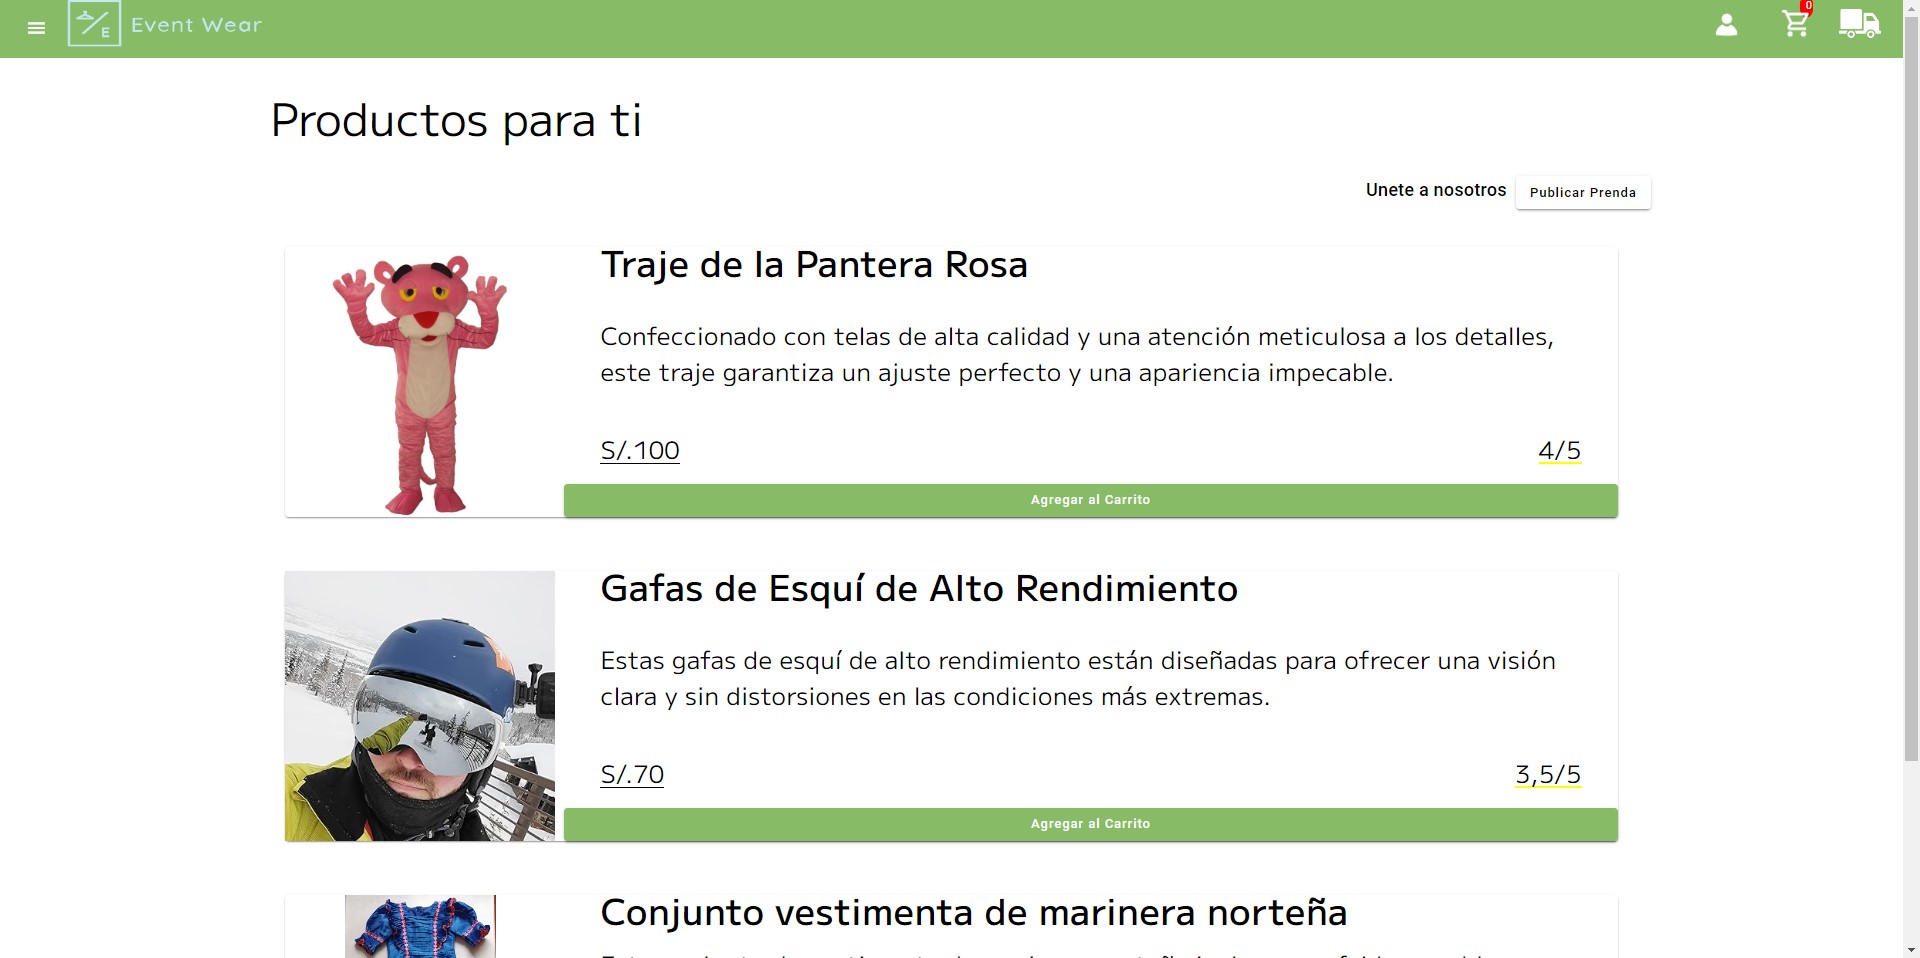 E
Event Wear
0
Productos para ti
Unete a nosotros
Publicar Prenda
Traje de la Pantera Rosa
Confeccionado con telas de alta calidad y una atención meticulosa a los detalles,
este traje garantiza un ajuste perfecto y una apariencia impecable.
S/.100
4/5
Agregar al Carrito
Gafas de Esquí de Alto Rendimiento
Estas gafas de esquí de alto rendimiento están diseñadas para ofrecer una visión
clara y sin distorsiones en las condiciones más extremas.
S/.70
3,5/5
Agregar al Carrito
Conjunto vestimenta de marinera norteña